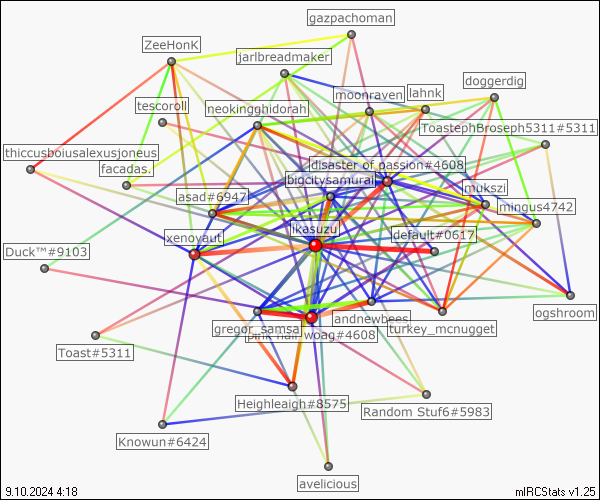 gazpachoman
ZeeHonK
jarlbreadmaker
doggerdig
moonraven
lahnk
tescoroll
neokingghidorah
ToastephBroseph5311#5311
thiccusboiusalexusjoneus
disaster of passion#4608
facadas.
bigcitysamurai
mukszi
asad#6947
mingus4742
ikasuzu
default#0617
xenovaut
Duck™#9103
ogshroom
andnewbees
gregor_samsa
turkey_mcnugget
pink hair woag#4608
Toast#5311
Heighleaigh#8575
Random Stuf6#5983
Knowun#6424
avelicious
9.10.2024 4:18
mIRCStats v1.25